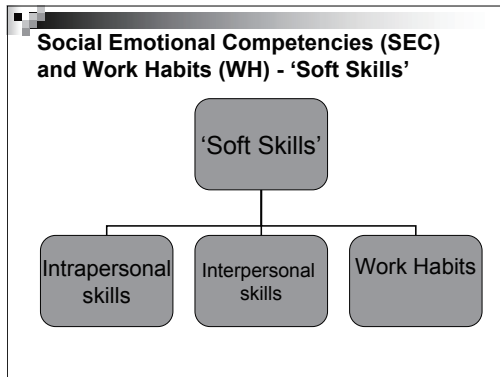 Social Emotional Competencies (SEC)
and Work Habits (WH) - ‘Soft Skills’
‘Soft Skills’
Intrapersonal
skills
Interpersonal
skills
Work Habits